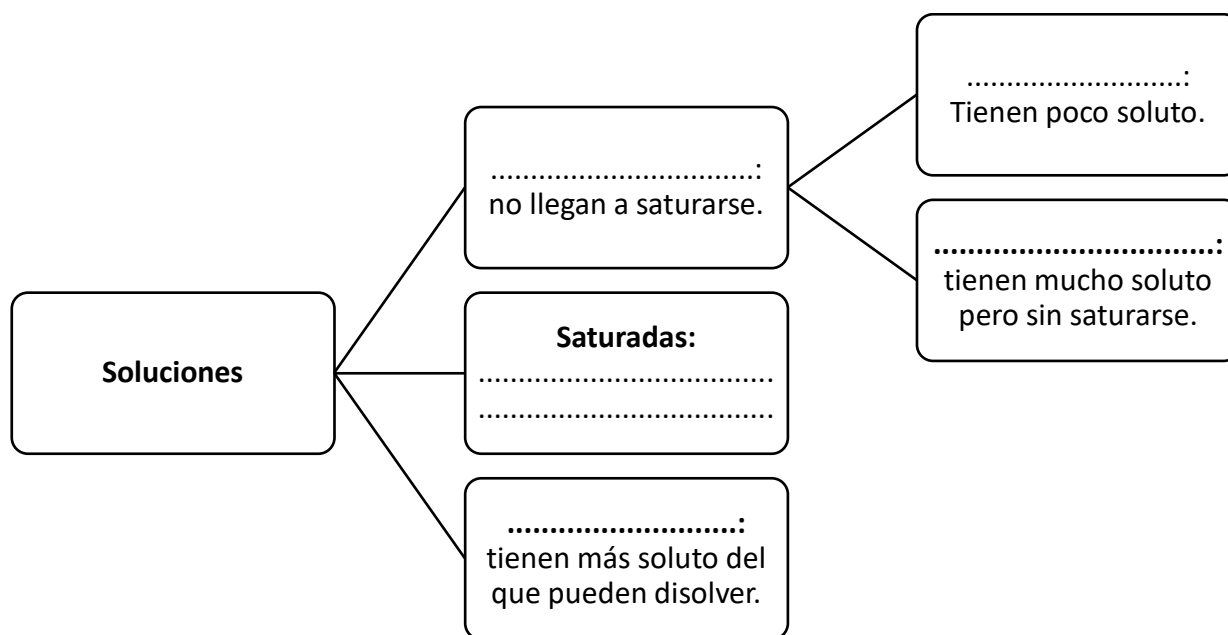 Soluciones
.................................:
no llegan a saturarse.
...........................:
Tienen poco soluto.
.................................:
tienen mucho soluto
pero sin saturarse.
Saturadas:
.....................................
.....................................
...........................:
tienen más soluto del
que pueden disolver.